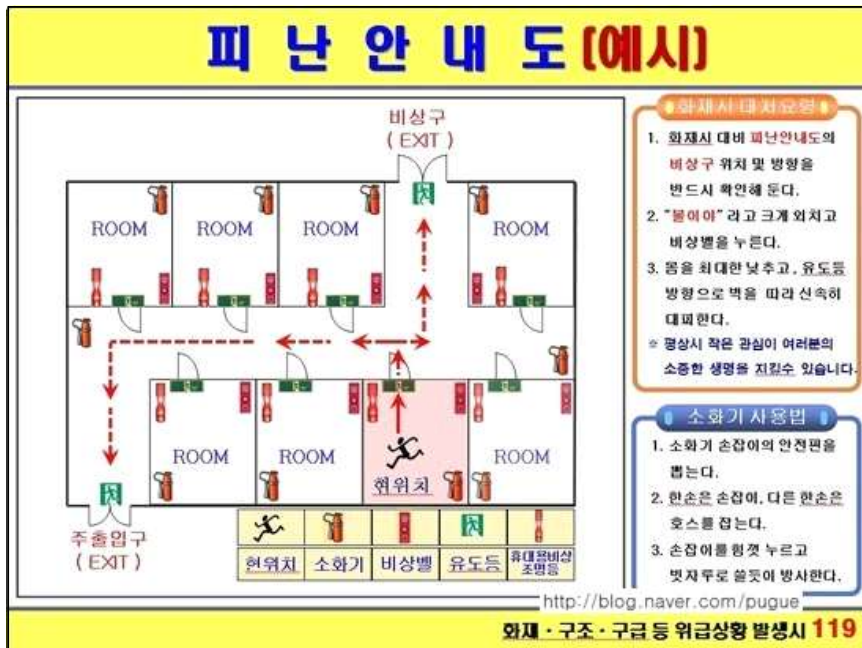 피 난 안 내 도 (예시)
비상구
( EXIT )
ROOM
ROOM
ROOM
ROOM
ROOM
ROOM
현위치
ROOM
주출입구
( EXIT )
현위치
소화기
비상벨
유도등
휴대용비상
조명등
화재시 대처요령
1. 화재시 대비 피난안내도의
비상구 위치 및 방향을
반드시 확인해 둔다.
2. "불이야" 라고 크게 외치고
비상벨을 누른다.
3. 몸을 최대한 낮추고, 유도등
방향으로 벽을 따라 신속히
대피한다.
※ 평상시 작은 관심이 여러분의
소중한 생명을 지킬수 있습니다.
소화기 사용법
1. 소화기 손잡이의 안전핀을
뽑는다.
2. 한손은 손잡이, 다른 한손은
호스를 잡는다.
3. 손잡이를 힘껏 누르고
빗자루로 쓸듯이 방사한다.
http://blog.naver.com/pugue
화재 · 구조 · 구급 등 위급상황 발생시 119